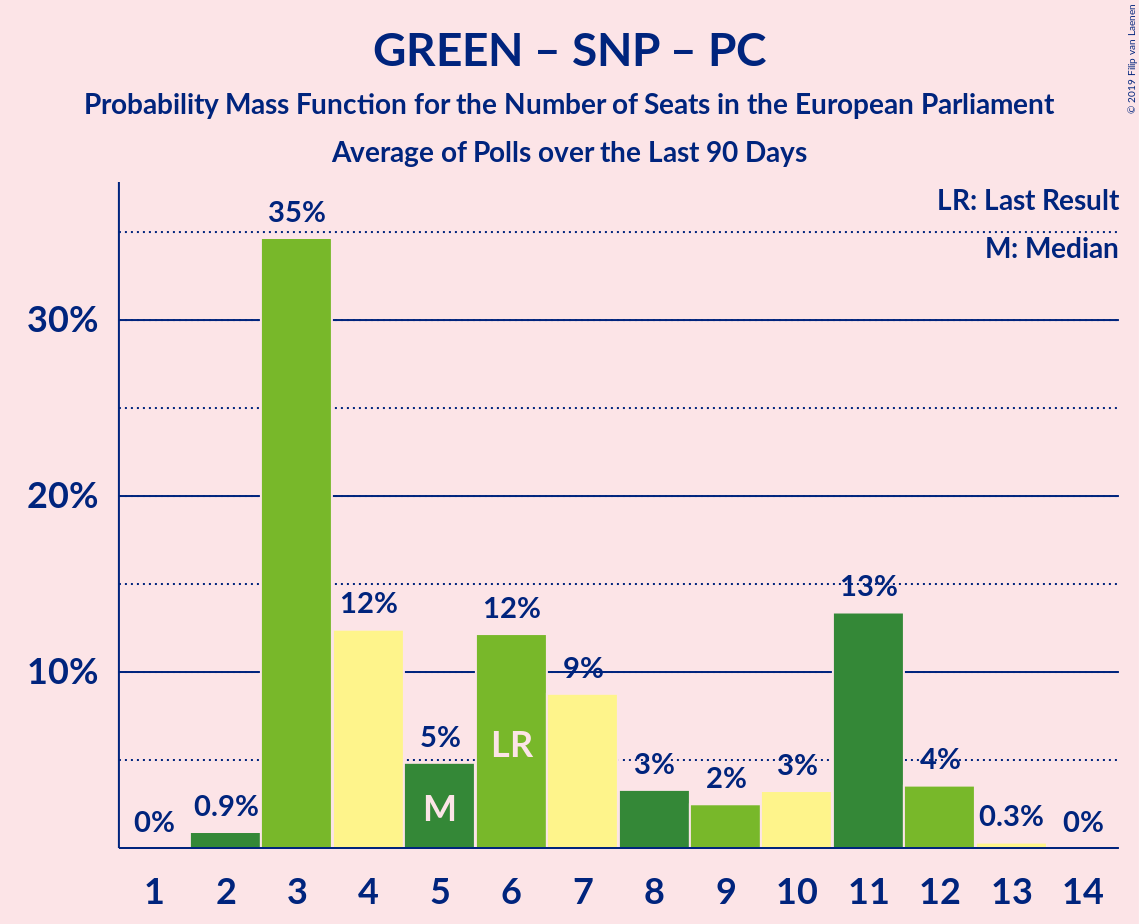 GREEN – SNP – PC
Probability Mass Function for the Number of Seats in the European Parliament
Average of Polls over the Last 90 Days
© 2019 Filip van Laenen
LR: Last Result
M: Median
35%
30%
20%
10%
0%
0.9%
12%
5%
12%
9%
3%
2%
3%
13%
4%
0.3%
0%
LR
M
1 2 3 4 5 6 7 8 9 10 11 12 13 14